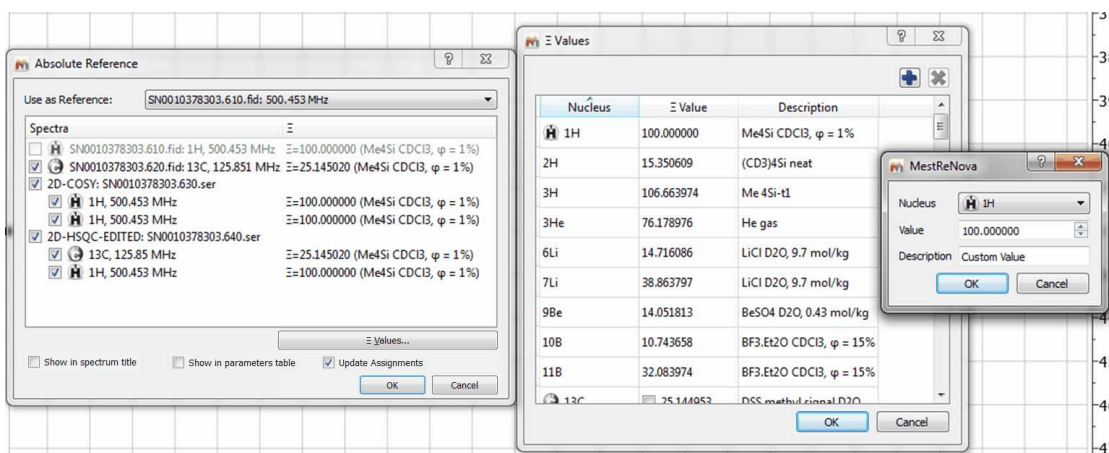 Absolute Reference
Use as Reference: SN0010378303.610.fid: 500.453 MHz
Spectra Ξ
SN0010378303.610.fid: 1H, 500.453 MHz Ξ=100.000000 (Me4Si CDCl3, φ = 1%)
SN0010378303.620.fid: 13C, 125.851 MHz Ξ=25.145020 (Me4Si CDCl3, φ = 1%)
2D-COSY: SN0010378303.630.ser
1H, 500.453 MHz Ξ=100.000000 (Me4Si CDCl3, φ = 1%)
1H, 500.453 MHz Ξ=100.000000 (Me4Si CDCl3, φ = 1%)
2D-HSQC-EDITED: SN0010378303.640.ser
13C, 125.85 MHz Ξ=25.145020 (Me4Si CDCl3, φ = 1%)
1H, 500.453 MHz Ξ=100.000000 (Me4Si CDCl3, φ = 1%)
Ξ Values...
Show in spectrum title Show in parameters table Update Assignments
OK Cancel
Ξ Values
Nucleus Ξ Value Description
1H 100.000000 Me4Si CDCl3, φ = 1%
2H 15.350609 (CD3)4Si neat
3H 106.663974 Me 4Si-t1
3He 76.178976 He gas
6Li 14.716086 LiCl D2O, 9.7 mol/kg
7Li 38.863797 LiCl D2O, 9.7 mol/kg
9Be 14.051813 BeSO4 D2O, 0.43 mol/kg
10B 10.743658 BF3.Et2O CDCl3, φ = 15%
11B 32.083974 BF3.Et2O CDCl3, φ = 15%
13C 25.144953 DSS methyl signal D2O
OK Cancel
MestReNova
Nucleus 1H
Value 100.000000
Description Custom Value
OK Cancel